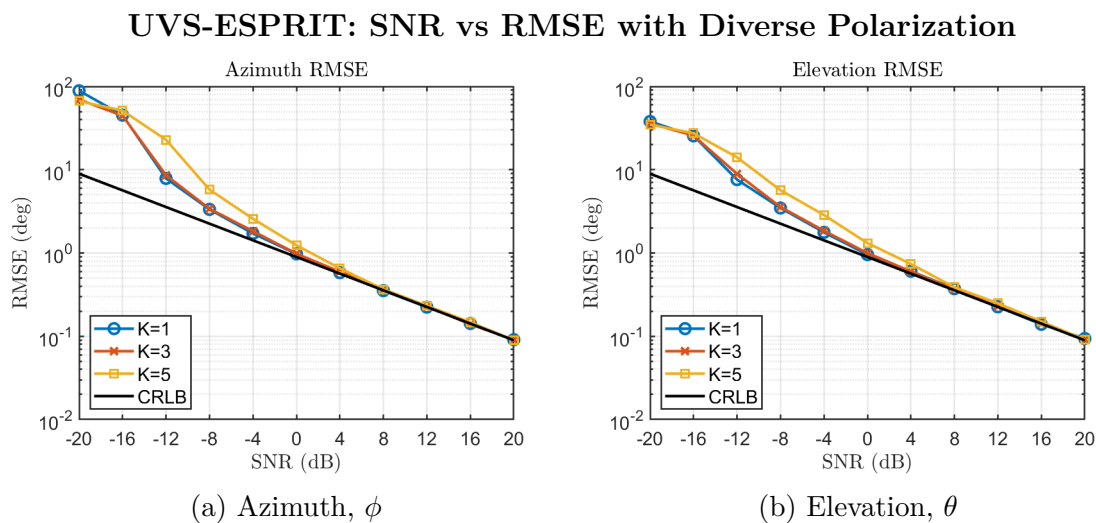 UVS-ESPRIT: SNR vs RMSE with Diverse Polarization
Azimuth RMSE
RMSE (deg)
10^2
10^1
10^0
10^-1
10^-2
K=1
K=3
K=5
CRLB
-20 -16 -12 -8 -4 0 4 8 12 16 20
SNR (dB)
(a) Azimuth, ϕ
Elevation RMSE
RMSE (deg)
10^2
10^1
10^0
10^-1
10^-2
K=1
K=3
K=5
CRLB
-20 -16 -12 -8 -4 0 4 8 12 16 20
SNR (dB)
(b) Elevation, θ